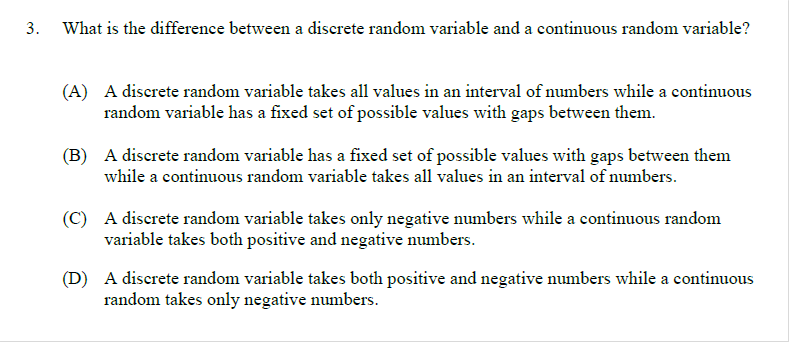 3. What is the difference between a discrete random variable and a continuous random variable?
(A) A discrete random variable takes all values in an interval of numbers while a continuous
random variable has a fixed set of possible values with gaps between them.
(B) A discrete random variable has a fixed set of possible values with gaps between them
while a continuous random variable takes all values in an interval of numbers.
(C) A discrete random variable takes only negative numbers while a continuous random
variable takes both positive and negative numbers.
(D) A discrete random variable takes both positive and negative numbers while a continuous
random takes only negative numbers.